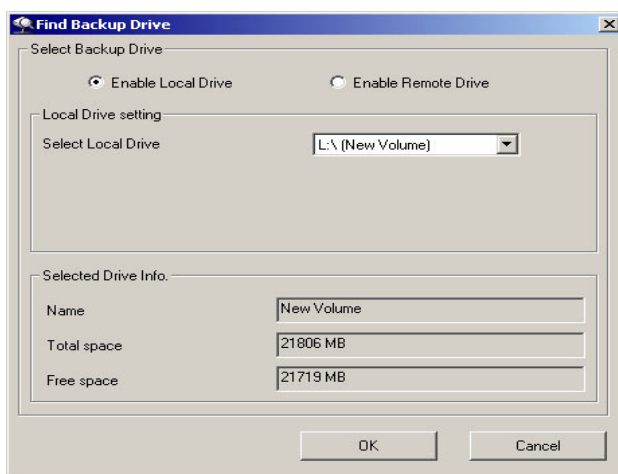 Find Backup Drive
Select Backup Drive
Enable Local Drive Enable Remote Drive
Local Drive setting
Select Local Drive L:\ (New Volume)
Selected Drive Info.
Name New Volume
Total space 21806 MB
Free space 21719 MB
OK Cancel